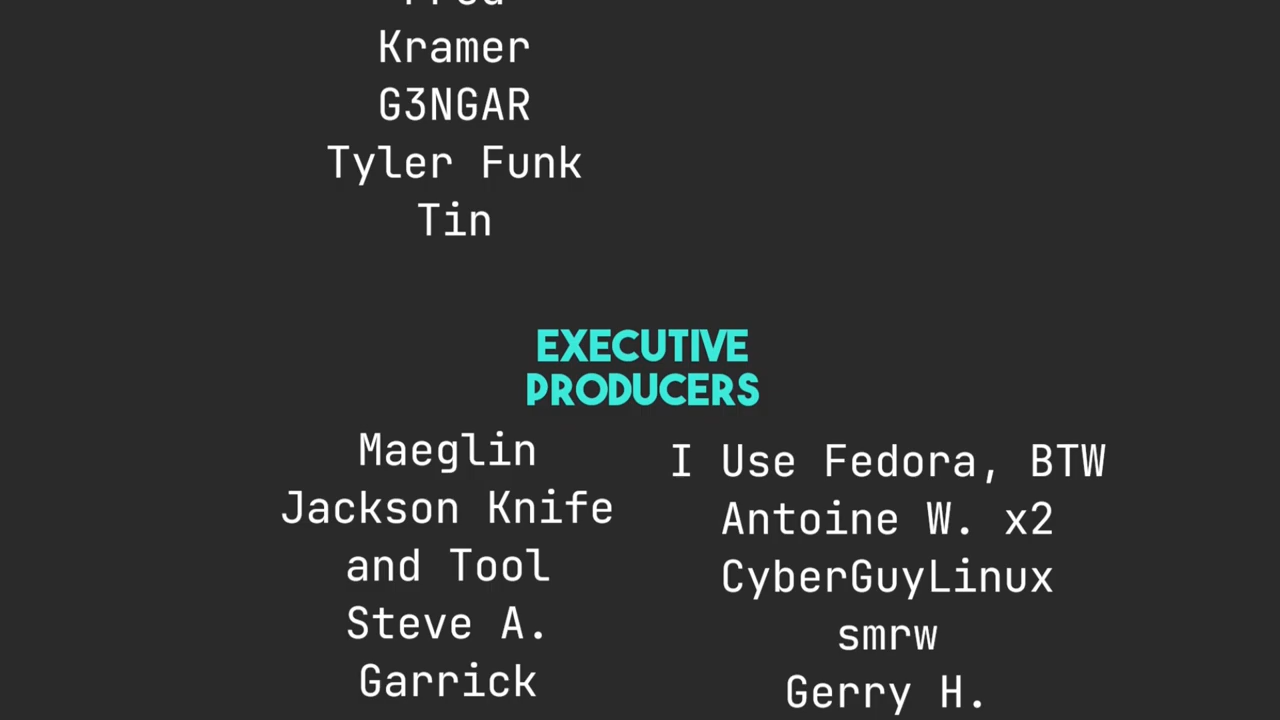 Kramer
G3NGAR
Tyler Funk
Tin
EXECUTIVE
PRODUCERS
Maeglin
Jackson Knife
and Tool
Steve A.
Garrick
I Use Fedora, BTW
Antoine W. x2
CyberGuyLinux
smrw
Gerry H.